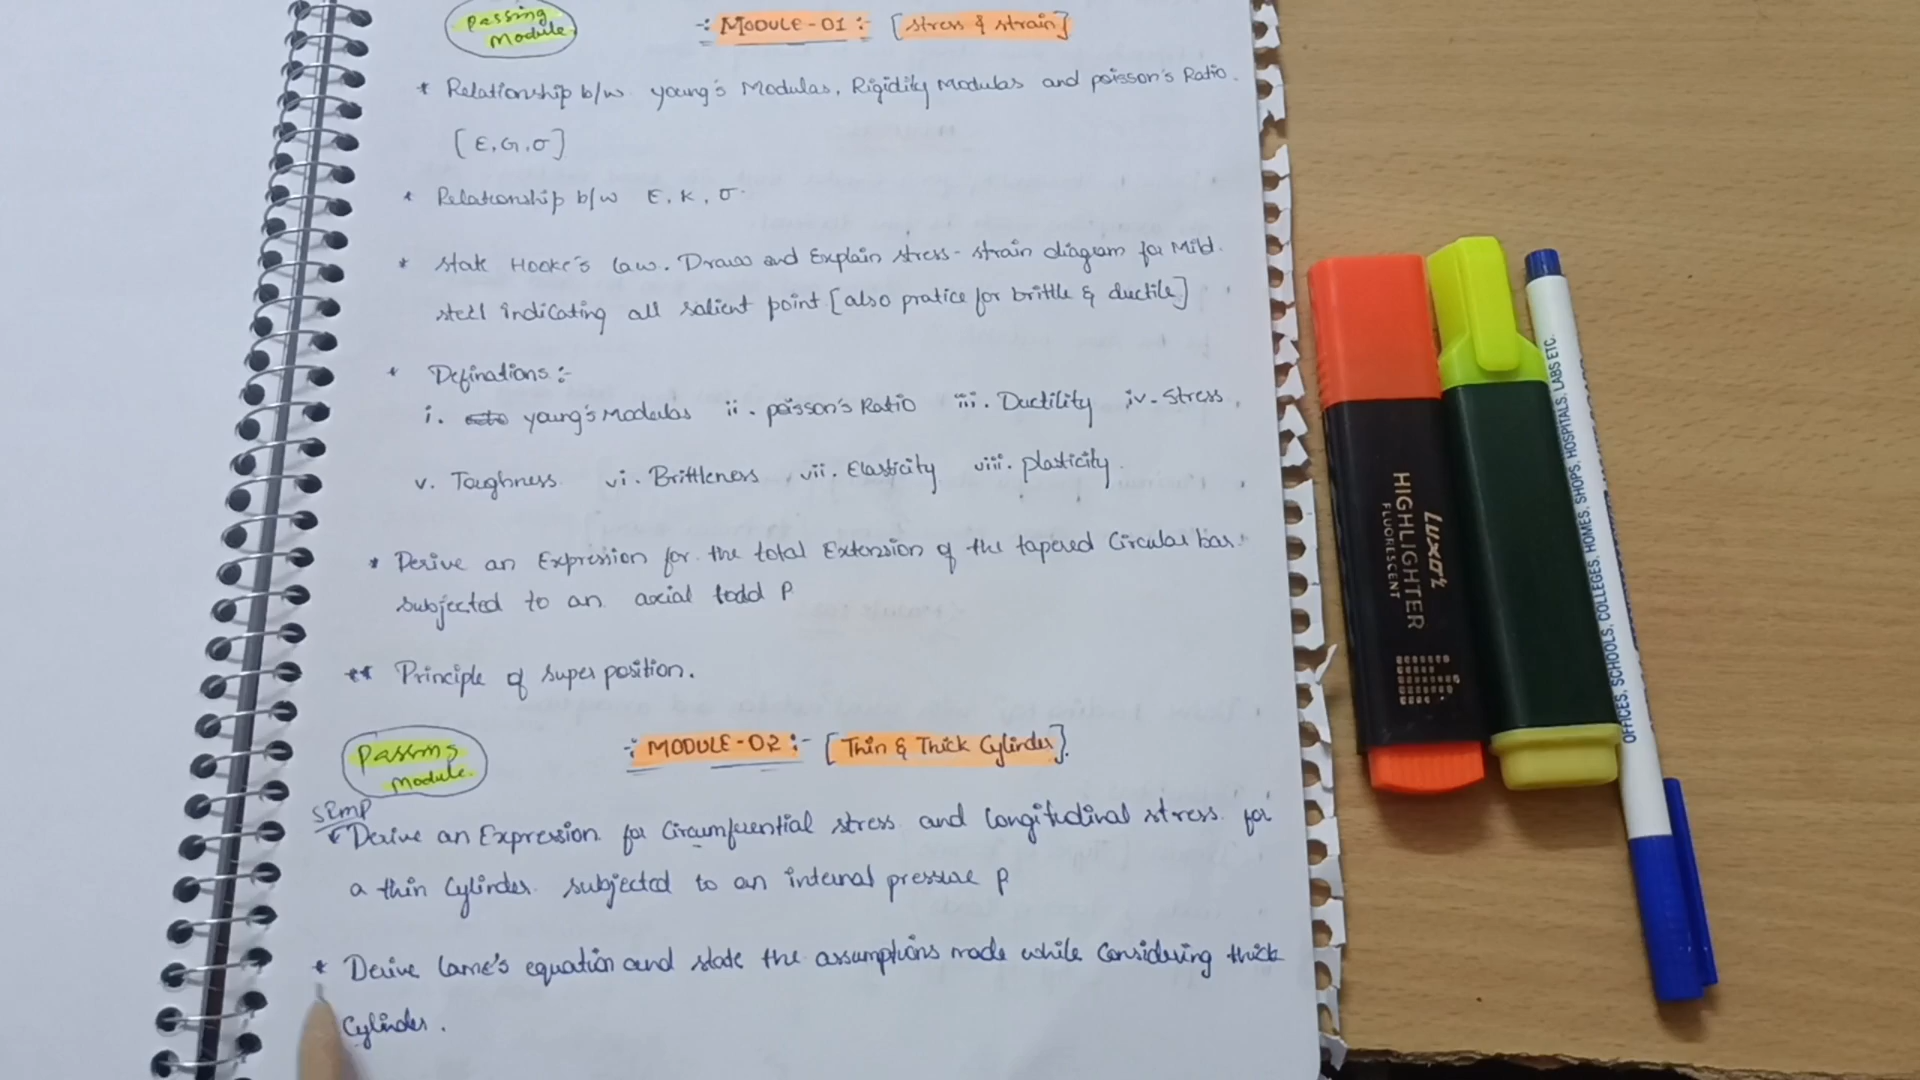 Passing
Module
-: MODULE-01 :- [stress & strain]
* Relationship b/w young's Modulas, Rigidity Modulas and poisson's Ratio.
[E, G, σ]
* Relationship b/w E, K, σ.
* state Hooke's law. Draw and Explain stress-strain diagram for Mild
steel indicating all salient point [also pratice for brittle & ductile]
* Definations :-
i. young's Modulas ii. poisson's Ratio iii. Ductility iv. stress,
v. Toughness vi. Brittleness vii. Elasticity viii. plasticity.
* Derive an Expression for the total Extension of the tapered Circular bar
subjected to an axial P
** Principle of super position.
Passing
Module.
-: MODULE-02 :- [Thin & Thick Cylinder].
* Derive an Expression for Circumferential stress and longitudinal stress for
a thin Cylinder subjected to an internal pressure P
* Derive lame's equation and state the assumptions made while Considering thick
Cylinder.
Luxor
HIGHLIGHTER
FLUORESCENT
OFFICES, SCHOOLS, COLLEGES, HOMES, SHOPS, HOSPITALS, LABS ETC.